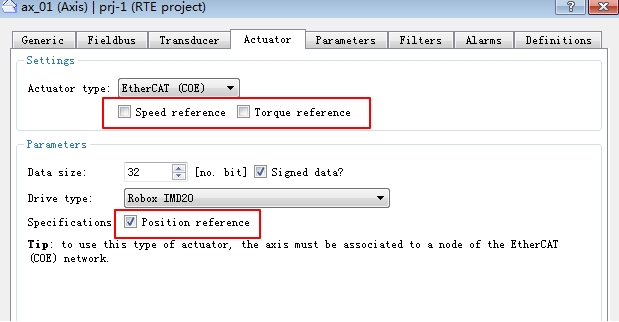 ax_01 (Axis) | prj-1 (RTE project)
Generic Fieldbus Transducer Actuator Parameters Filters Alarms Definitions
Settings
Actuator type: EtherCAT (COE)
Speed reference Torque reference
Parameters
Data size: 32 [no. bit] Signed data?
Drive type: Robox IMD20
Specifications Position reference
Tip: to use this type of actuator, the axis must be associated to a node of the EtherCAT
(COE) network.